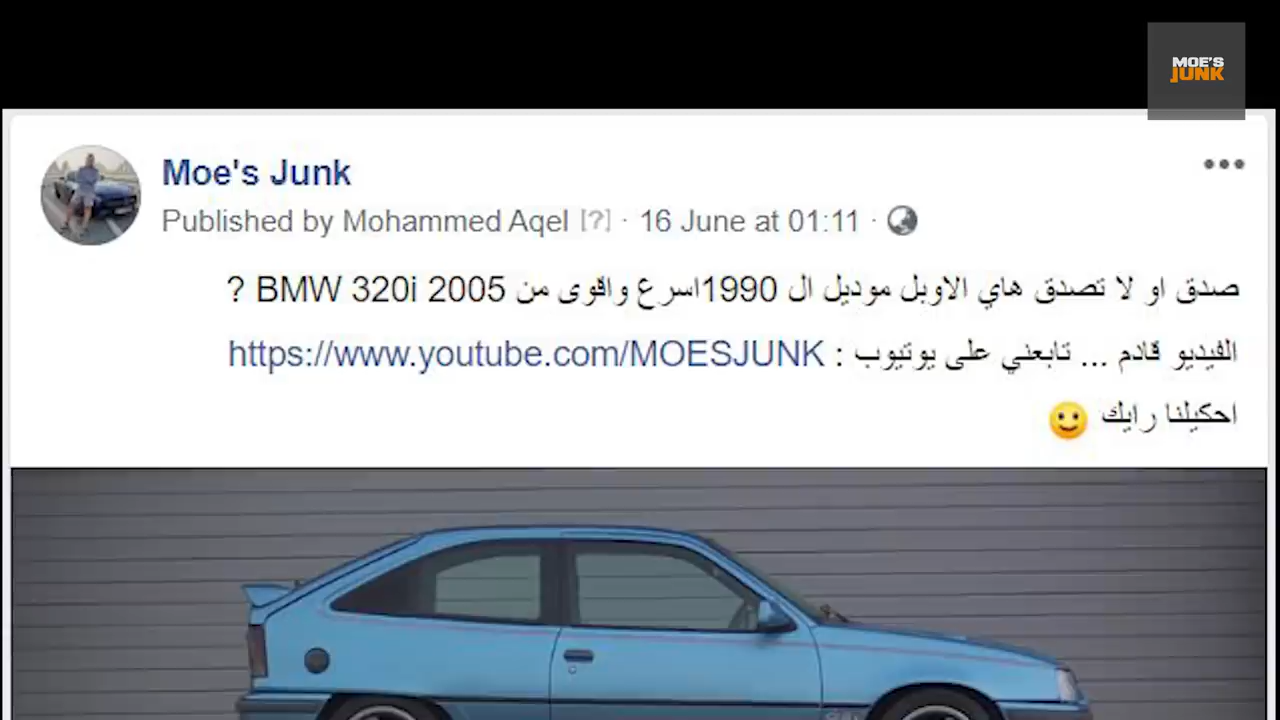 MOE'S
JUNK
Moe's Junk
Published by Mohammed Aqel [?] · 16 June at 01:11 ·
صدق او لا تصدق هاي الاوبل موديل ال 1990اسرع واقوى من BMW 320i 2005 ?
الفيديو قادم ... تابعني على يوتيوب : https://www.youtube.com/MOESJUNK
احكيلنا رايك 🙂